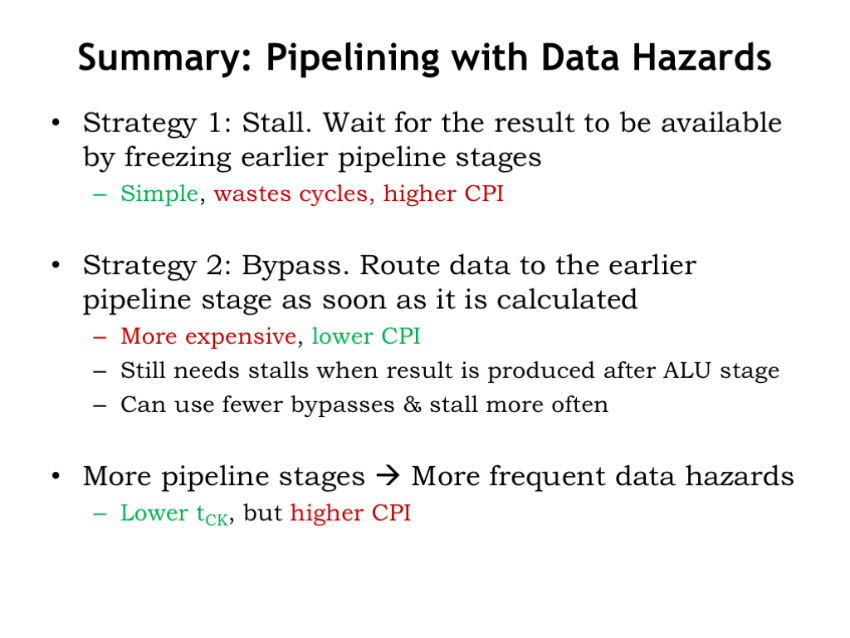 Summary: Pipelining with Data Hazards
• Strategy 1: Stall. Wait for the result to be available
by freezing earlier pipeline stages
– Simple, wastes cycles, higher CPI
• Strategy 2: Bypass. Route data to the earlier
pipeline stage as soon as it is calculated
– More expensive, lower CPI
– Still needs stalls when result is produced after ALU stage
– Can use fewer bypasses & stall more often
• More pipeline stages → More frequent data hazards
– Lower tCK, but higher CPI